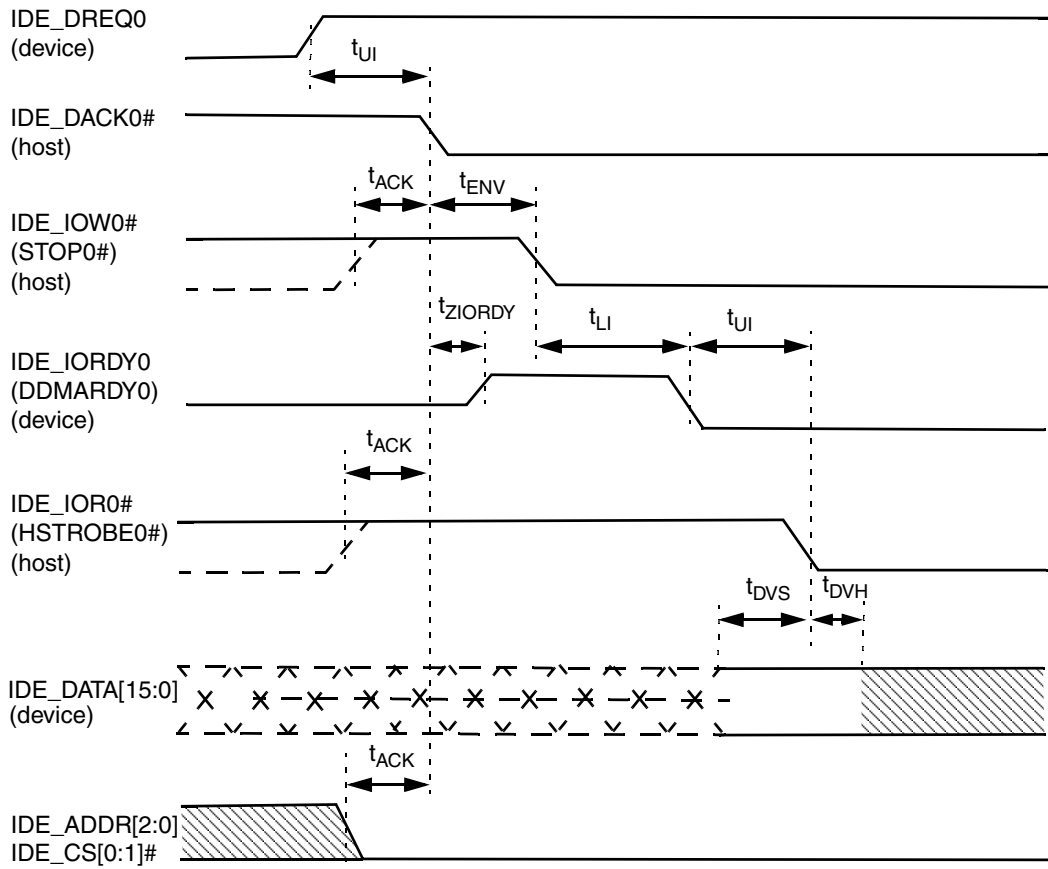 IDE_DREQ0
(device)
tUI
IDE_DACK0#
(host)
tACK
tENV
IDE_IOW0#
(STOP0#)
(host)
tZIORDY
tLI
tUI
IDE_IORDY0
(DDMARDY0)
(device)
tACK
IDE_IOR0#
(HSTROBE0#)
(host)
tDVS
tDVH
IDE_DATA[15:0]
(device)
tACK
IDE_ADDR[2:0]
IDE_CS[0:1]#